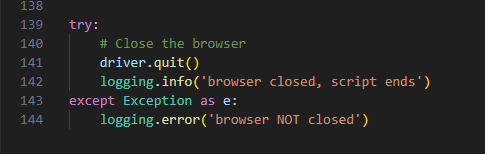 138
139 try:
140     # Close the browser
141     driver.quit()
142     logging.info('browser closed, script ends')
143 except Exception as e:
144     logging.error('browser NOT closed')